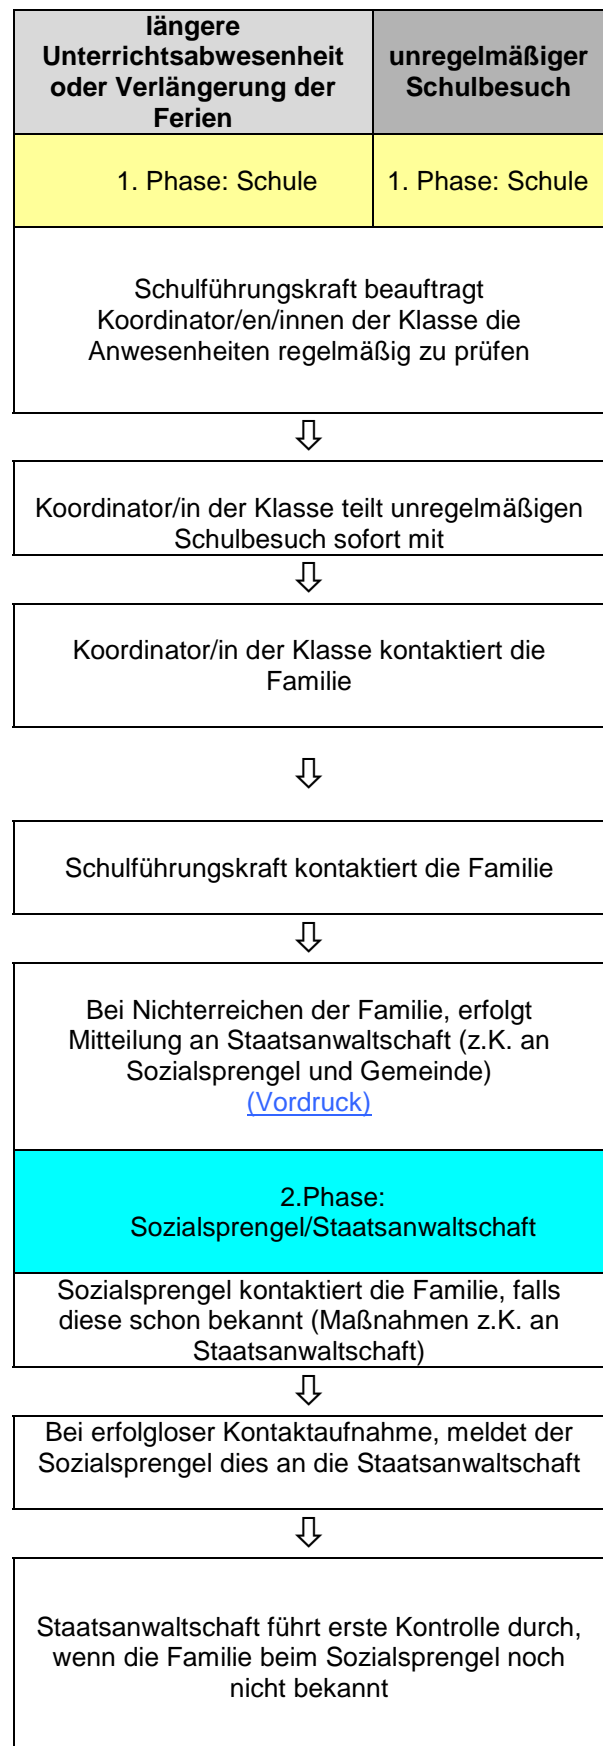 längere
Unterrichtsabwesenheit
oder Verlängerung der
Ferien
unregelmäßiger
Schulbesuch
1. Phase: Schule
1. Phase: Schule
Schulführungskraft beauftragt
Koordinator/en/innen der Klasse die
Anwesenheiten regelmäßig zu prüfen
⇩
Koordinator/in der Klasse teilt unregelmäßigen
Schulbesuch sofort mit
⇩
Koordinator/in der Klasse kontaktiert die
Familie
⇩
Schulführungskraft kontaktiert die Familie
⇩
Bei Nichterreichen der Familie, erfolgt
Mitteilung an Staatsanwaltschaft (z.K. an
Sozialsprengel und Gemeinde)
(Vordruck)
2.Phase:
Sozialsprengel/Staatsanwaltschaft
Sozialsprengel kontaktiert die Familie, falls
diese schon bekannt (Maßnahmen z.K. an
Staatsanwaltschaft)
⇩
Bei erfolgloser Kontaktaufnahme, meldet der
Sozialsprengel dies an die Staatsanwaltschaft
⇩
Staatsanwaltschaft führt erste Kontrolle durch,
wenn die Familie beim Sozialsprengel noch
nicht bekannt